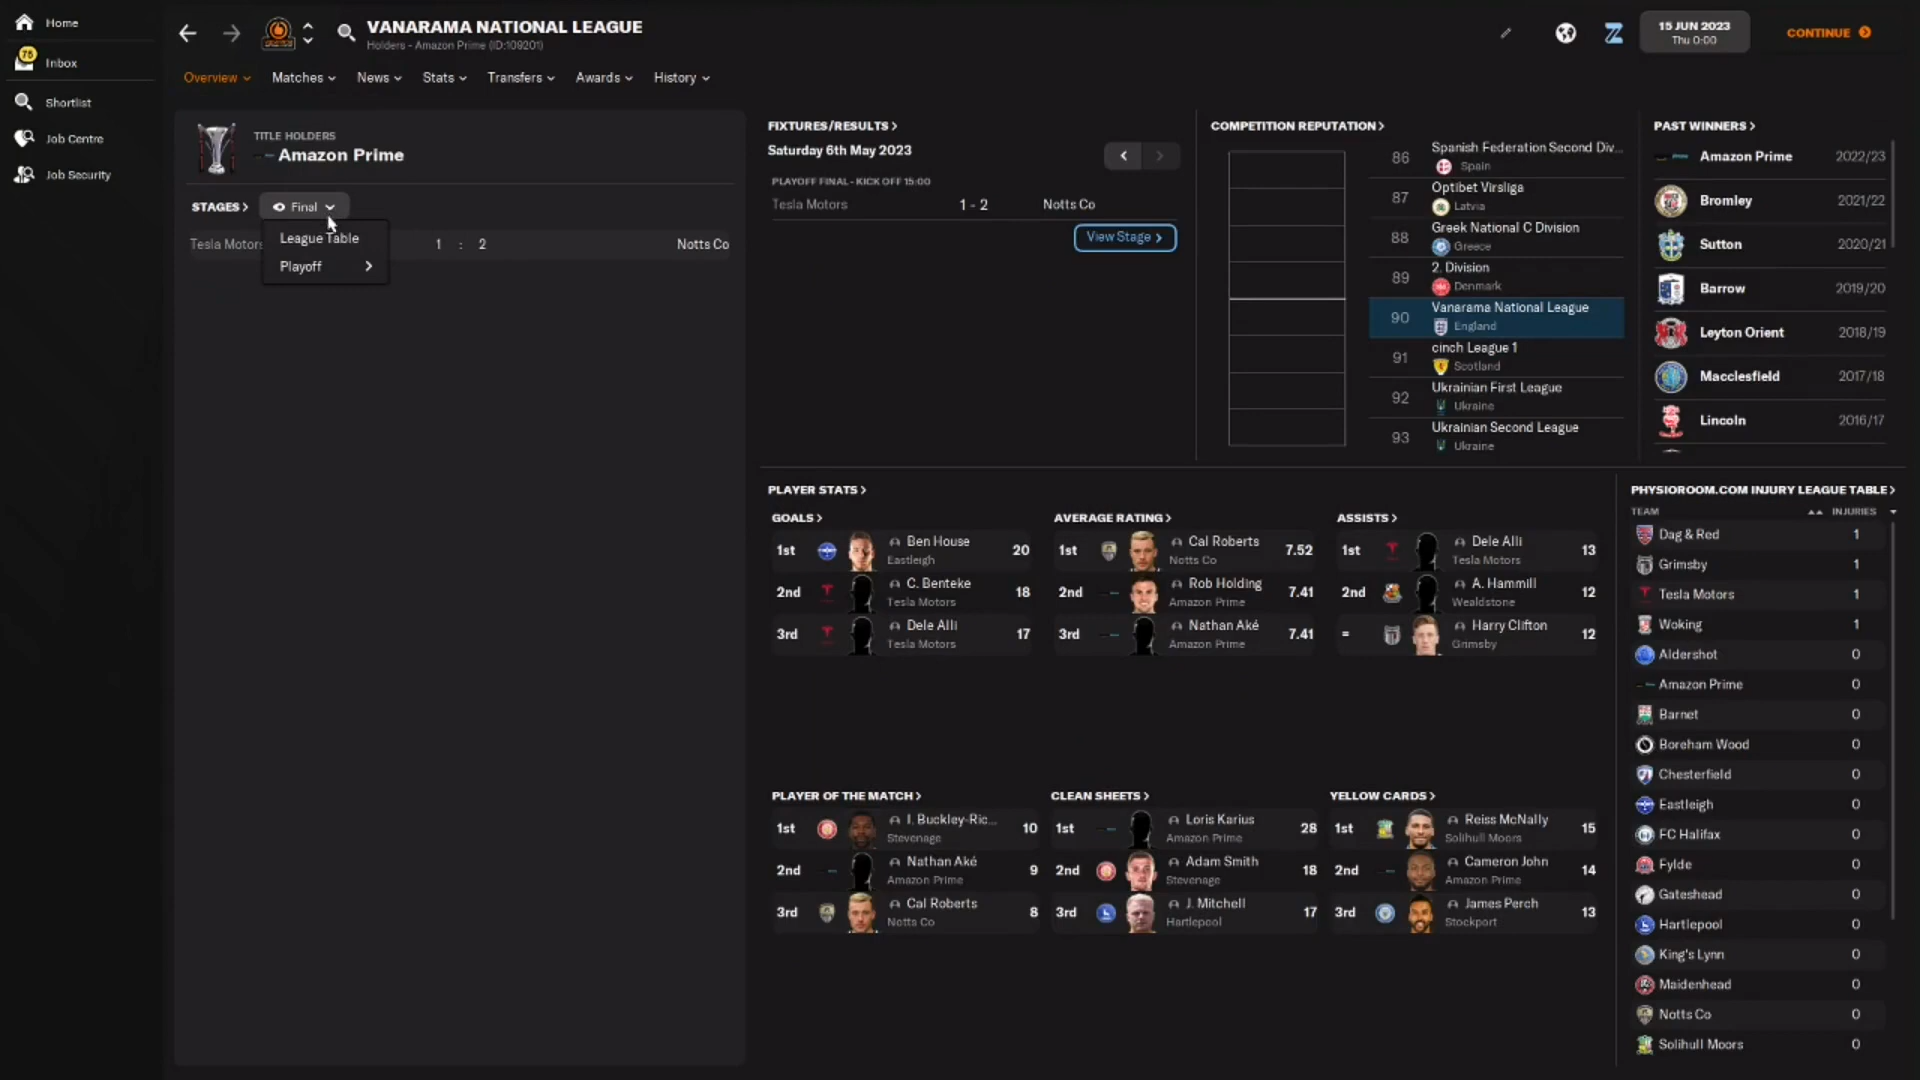 Home
75
Inbox
Shortlist
Job Centre
Job Security
VANARAMA NATIONAL LEAGUE
Holders - Amazon Prime (ID:109201)
15 JUN 2023
Thu 0:00
CONTINUE
Overview
Matches
News
Stats
Transfers
Awards
History
TITLE HOLDERS
Amazon Prime
STAGES
Final
League Table
Playoff
Tesla Motors 1 : 2 Notts Co
FIXTURES/RESULTS
Saturday 6th May 2023
PLAYOFF FINAL - KICK OFF 15:00
Tesla Motors 1 - 2 Notts Co
View Stage
COMPETITION REPUTATION
86 Spanish Federation Second Div...
Spain
87 Optibet Virsliga
Latvia
88 Greek National C Division
Greece
89 2. Division
Denmark
90 Vanarama National League
England
91 cinch League 1
Scotland
92 Ukrainian First League
Ukraine
93 Ukrainian Second League
Ukraine
PAST WINNERS
Amazon Prime 2022/23
Bromley 2021/22
Sutton 2020/21
Barrow 2019/20
Leyton Orient 2018/19
Macclesfield 2017/18
Lincoln 2016/17
PLAYER STATS
GOALS
1st Ben House 20
Eastleigh
2nd C. Benteke 18
Tesla Motors
3rd Dele Alli 17
Tesla Motors
AVERAGE RATING
1st Cal Roberts 7.52
Notts Co
2nd Rob Holding 7.41
Amazon Prime
3rd Nathan Aké 7.41
Amazon Prime
ASSISTS
1st Dele Alli 13
Tesla Motors
2nd A. Hammill 12
Wealdstone
= Harry Clifton 12
Grimsby
PLAYER OF THE MATCH
1st I. Buckley-Ric... 10
Stevenage
2nd Nathan Aké 9
Amazon Prime
3rd Cal Roberts 8
Notts Co
CLEAN SHEETS
1st Loris Karius 28
Amazon Prime
2nd Adam Smith 18
Stevenage
3rd J. Mitchell 17
Hartlepool
YELLOW CARDS
1st Reiss McNally 15
Solihull Moors
2nd Cameron John 14
Amazon Prime
3rd James Perch 13
Stockport
PHYSIOROOM.COM INJURY LEAGUE TABLE
TEAM INJURIES
Dag & Red 1
Grimsby 1
Tesla Motors 1
Woking 1
Aldershot 0
Amazon Prime 0
Barnet 0
Boreham Wood 0
Chesterfield 0
Eastleigh 0
FC Halifax 0
Fylde 0
Gateshead 0
Hartlepool 0
King's Lynn 0
Maidenhead 0
Notts Co 0
Solihull Moors 0